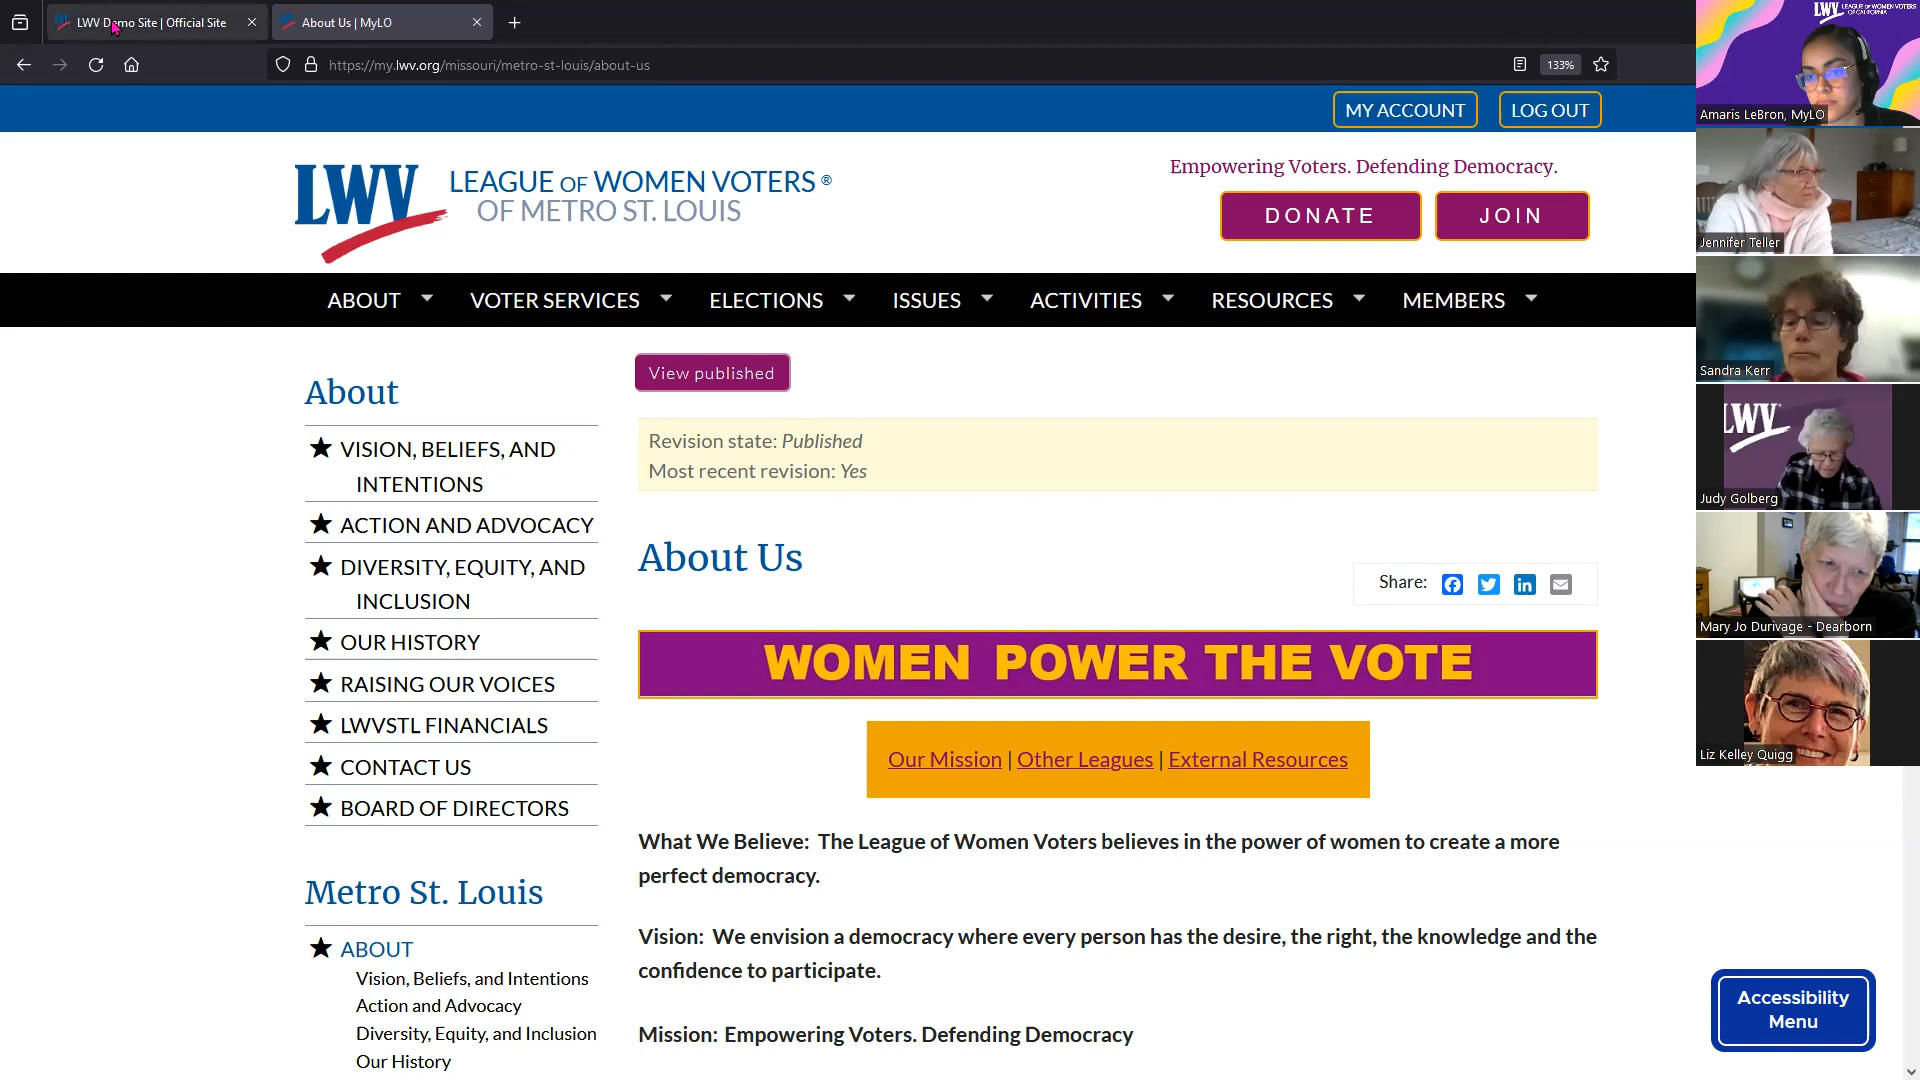 LWV Demo Site | Official Site
About Us | MyLO
https://my.lwv.org/missouri/metro-st-louis/about-us
133%
MY ACCOUNT
LOG OUT
LWV
LEAGUE OF WOMEN VOTERS ®
OF METRO ST. LOUIS
Empowering Voters. Defending Democracy.
DONATE
JOIN
ABOUT
VOTER SERVICES
ELECTIONS
ISSUES
ACTIVITIES
RESOURCES
MEMBERS
About
VISION, BELIEFS, AND
INTENTIONS
ACTION AND ADVOCACY
DIVERSITY, EQUITY, AND
INCLUSION
OUR HISTORY
RAISING OUR VOICES
LWVSTL FINANCIALS
CONTACT US
BOARD OF DIRECTORS
Metro St. Louis
ABOUT
Vision, Beliefs, and Intentions
Action and Advocacy
Diversity, Equity, and Inclusion
Our History
View published
Revision state: Published
Most recent revision: Yes
About Us
Share:
WOMEN POWER THE VOTE
Our Mission | Other Leagues | External Resources
What We Believe: The League of Women Voters believes in the power of women to create a more
perfect democracy.
Vision: We envision a democracy where every person has the desire, the right, the knowledge and the
confidence to participate.
Mission: Empowering Voters. Defending Democracy
Accessibility
Menu
LWV LEAGUE OF WOMEN VOTERS
OF CALIFORNIA
Amaris LeBron, MyLO
Jennifer Teller
Sandra Kerr
LWV
Judy Golberg
Mary Jo Durivage - Dearborn
Liz Kelley Quigg